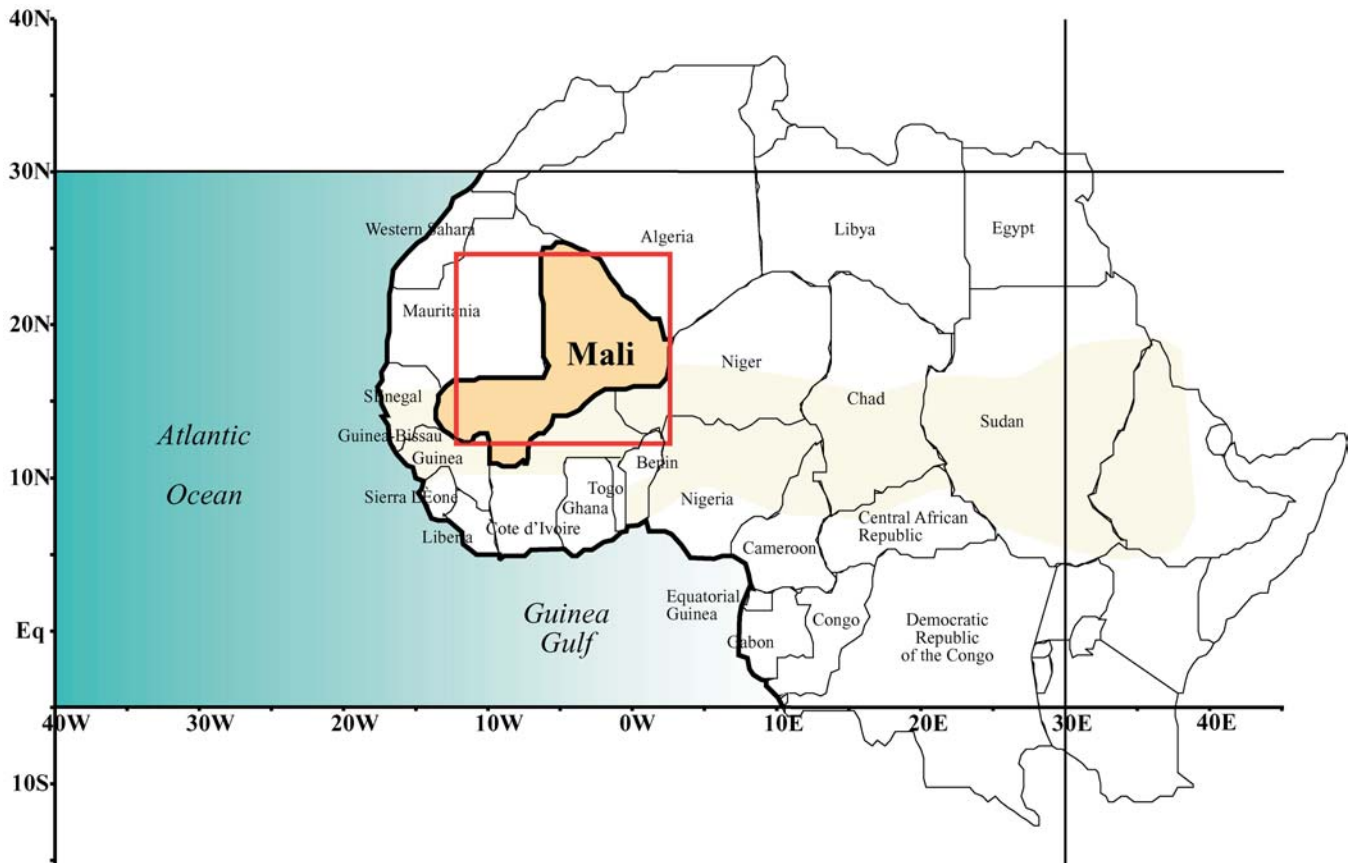 40N
30N
Western Sahara
Algeria
Libya
Egypt
20N
Mauritania
Mali
Niger
Chad
Sudan
Senegal
Guinea-Bissau
Guinea
Benin
Atlantic
Ocean
10N
Sierra LEone
Togo
Ghana
Nigeria
Liberia
Cote d'Ivoire
Cameroon
Central African
Republic
Guinea
Gulf
Equatorial
Guinea
Gabon
Congo
Democratic
Republic
of the Congo
Eq
40W
30W
20W
10W
0W
10E
20E
30E
40E
10S